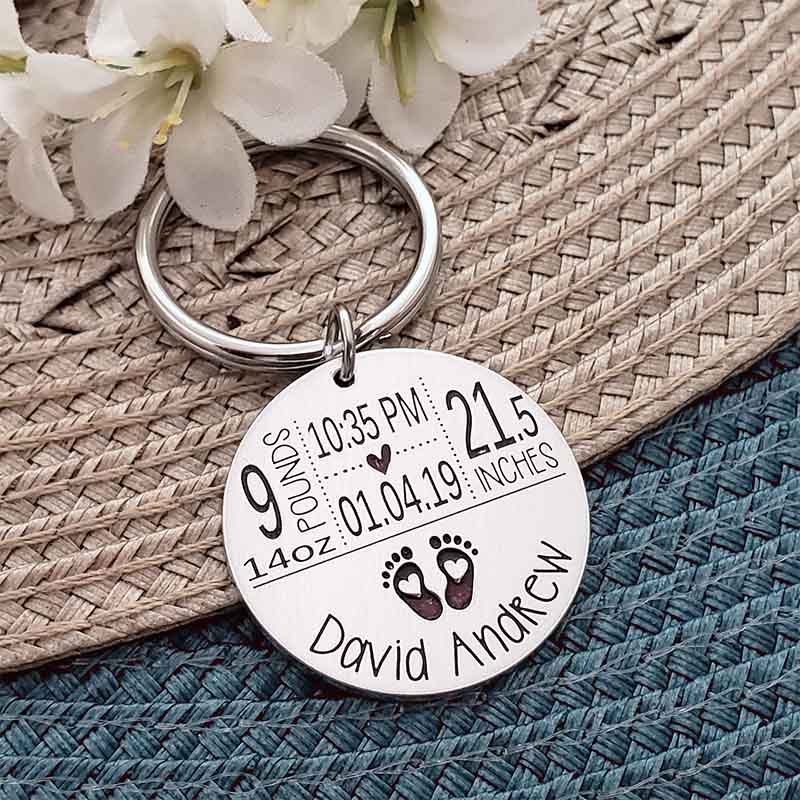 9 POUNDS
14oz
10:35 PM
01.04.19
21.5
INCHES
David Andrew